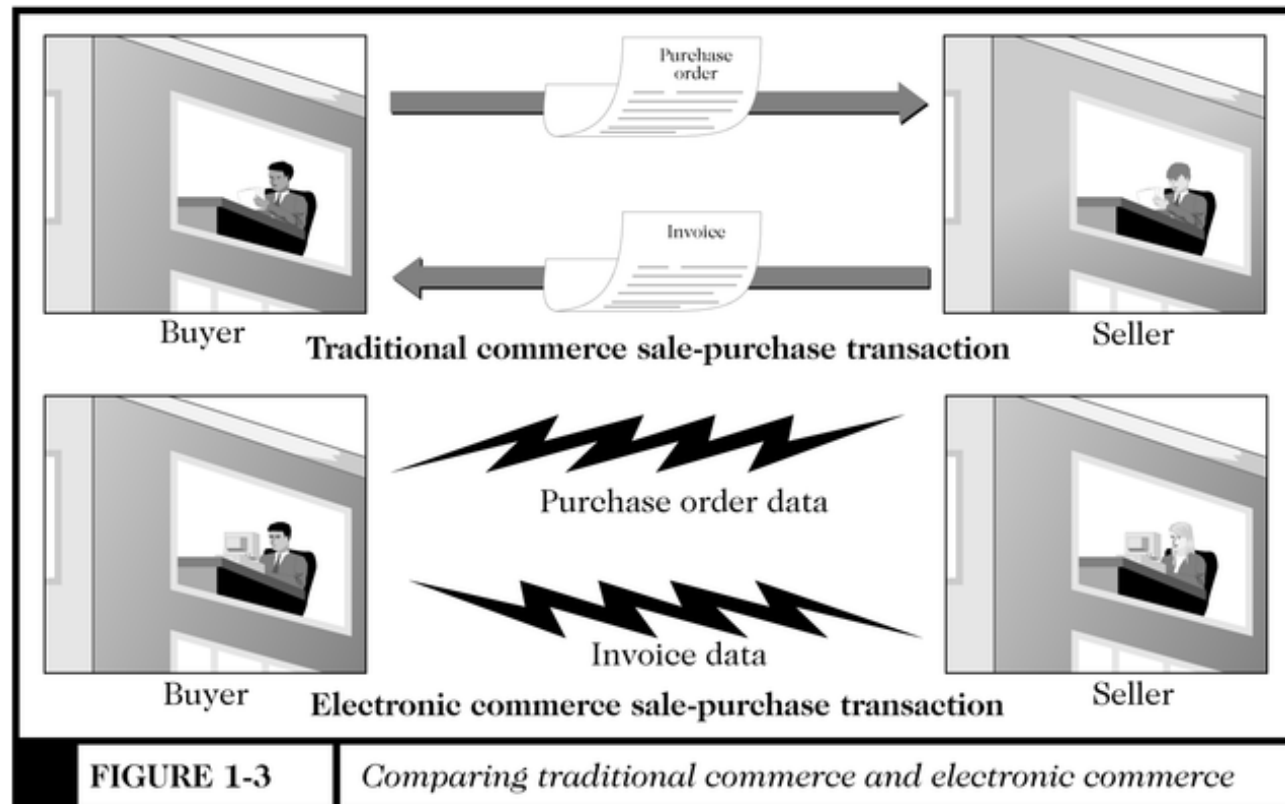 Purchase
order
Invoice
Buyer
Seller
Traditional commerce sale-purchase transaction
Purchase order data
Invoice data
Buyer
Seller
Electronic commerce sale-purchase transaction
FIGURE 1-3
Comparing traditional commerce and electronic commerce